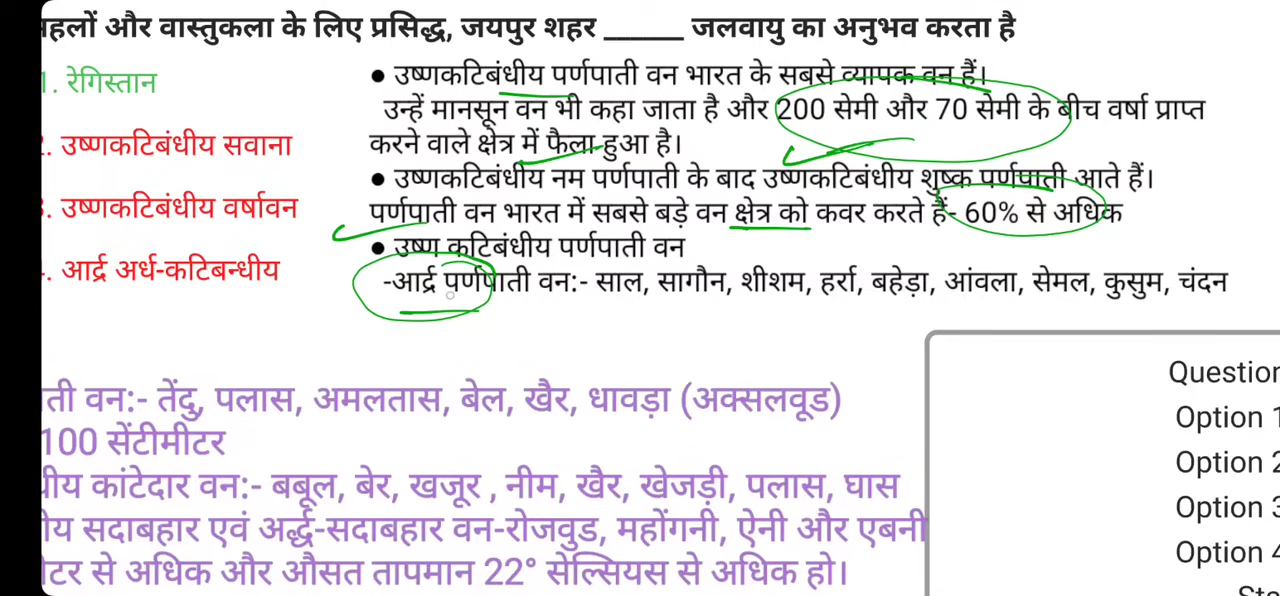 महलों और वास्तुकला के लिए प्रसिद्ध, जयपुर शहर ______ जलवायु का अनुभव करता है
1. रेगिस्तान
. उष्णकटिबंधीय सवाना
. उष्णकटिबंधीय वर्षावन
. आर्द्र अर्ध-कटिबन्धीय
● उष्णकटिबंधीय पर्णपाती वन भारत के सबसे व्यापक वन हैं।
उन्हें मानसून वन भी कहा जाता है और 200 सेमी और 70 सेमी के बीच वर्षा प्राप्त
करने वाले क्षेत्र में फैला हुआ है।
● उष्णकटिबंधीय नम पर्णपाती के बाद उष्णकटिबंधीय शुष्क पर्णपाती आते हैं।
पर्णपाती वन भारत में सबसे बड़े वन क्षेत्र को कवर करते हैं- 60% से अधिक
● उष्ण कटिबंधीय पर्णपाती वन
-आर्द्र पर्णपाती वन:- साल, सागौन, शीशम, हर्रा, बहेड़ा, आंवला, सेमल, कुसुम, चंदन
ती वन:- तेंदु, पलास, अमलतास, बेल, खैर, धावड़ा (अक्सलवूड)
100 सेंटीमीटर
ीय कांटेदार वन:- बबूल, बेर, खजूर , नीम, खैर, खेजड़ी, पलास, घास
ीय सदाबहार एवं अर्द्ध-सदाबहार वन-रोजवुड, महोंगनी, ऐनी और एबनी
टर से अधिक और औसत तापमान 22° सेल्सियस से अधिक हो।
Question
Option 1
Option 2
Option 3
Option 4